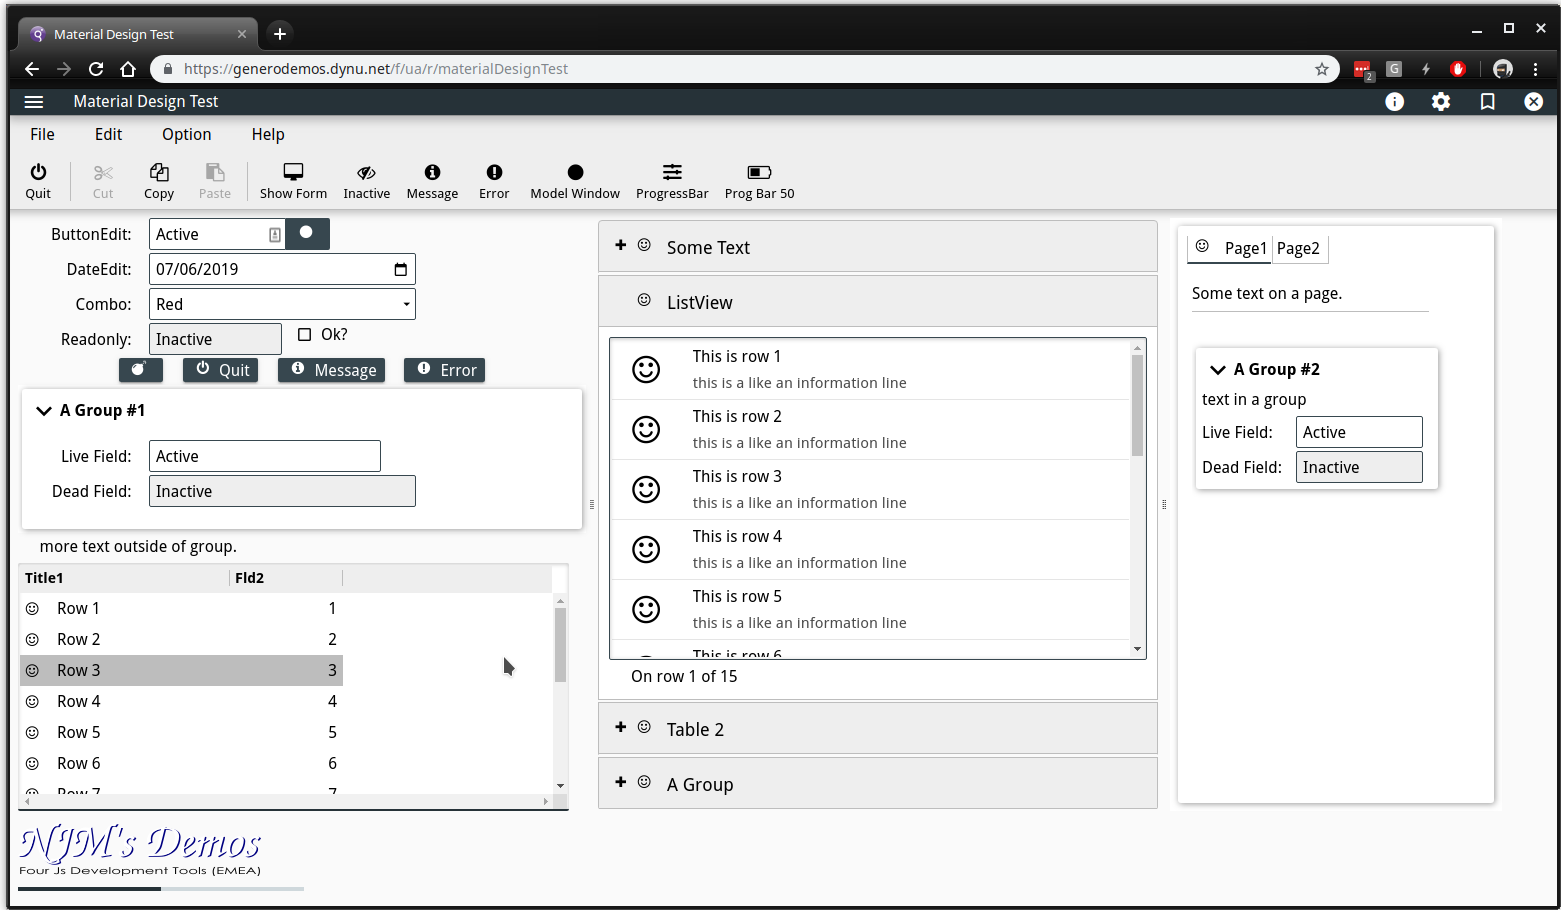 Material Design Test
https://generodemos.dynu.net/f/ua/r/materialDesignTest
2
G
Material Design Test
File Edit Option Help
Quit Cut Copy Paste Show Form Inactive Message Error Model Window ProgressBar Prog Bar 50
ButtonEdit: Active
DateEdit: 07/06/2019
Combo: Red
Readonly: Inactive Ok?
Quit Message Error
A Group #1
Live Field: Active
Dead Field: Inactive
more text outside of group.
Title1 Fld2
Row 1 1
Row 2 2
Row 3 3
Row 4 4
Row 5 5
Row 6 6
Row 7 7
NJM's Demos
Four Js Development Tools (EMEA)
Some Text
ListView
This is row 1
this is a like an information line
This is row 2
this is a like an information line
This is row 3
this is a like an information line
This is row 4
this is a like an information line
This is row 5
this is a like an information line
This is row 6
On row 1 of 15
Table 2
A Group
Page1 Page2
Some text on a page.
A Group #2
text in a group
Live Field: Active
Dead Field: Inactive